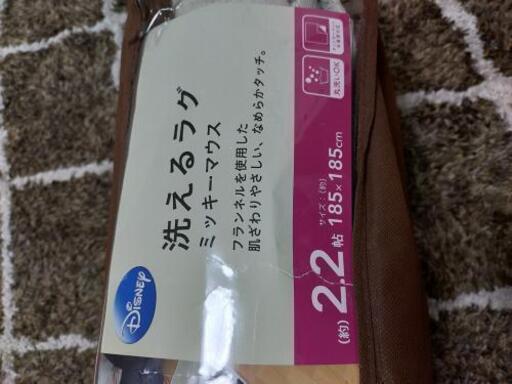 洗えるラグ
ミッキーマウス
フランネルを使用した
肌ざわりやさしい、なめらかタッチ。
Disney
丸洗いOK
サイズ:(約)
185×185cm
(約)2.2帖